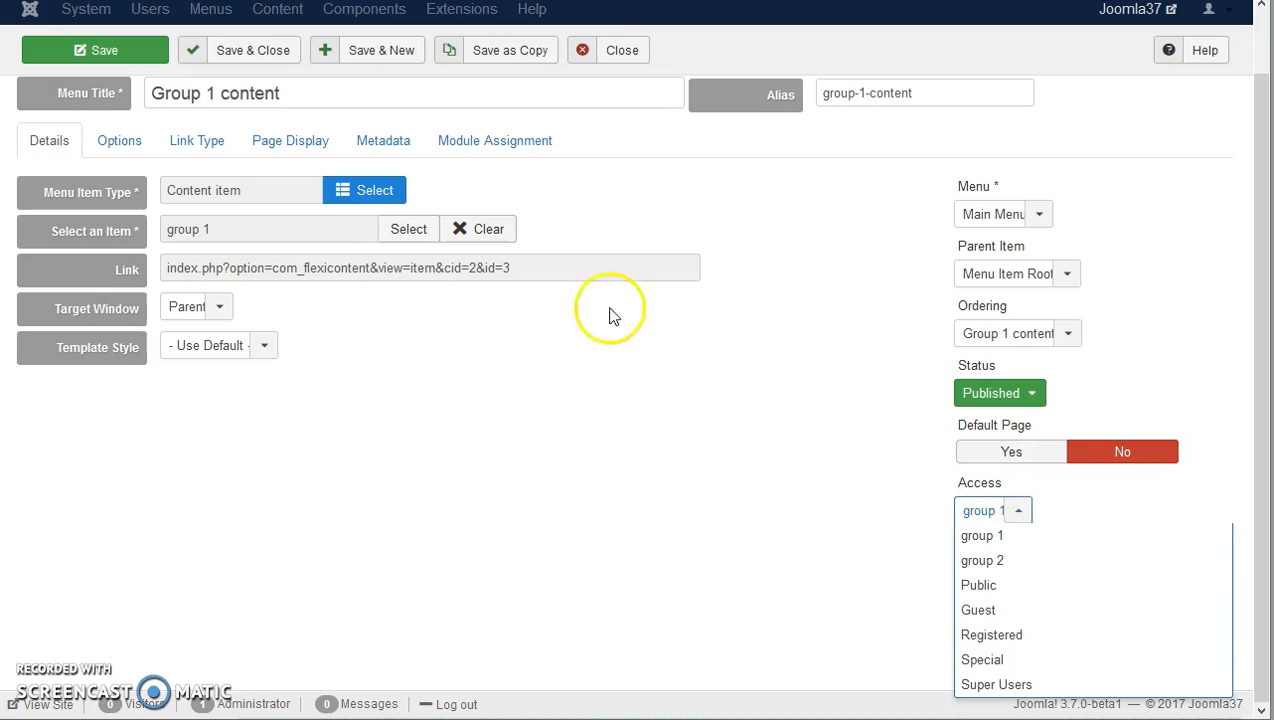 System Users Menus Content Components Extensions Help Joomla37
Save Save & Close Save & New Save as Copy Close Help
Menu Title * Group 1 content Alias group-1-content
Details Options Link Type Page Display Metadata Module Assignment
Menu Item Type * Content item Select
Select an Item * group 1 Select Clear
Link index.php?option=com_flexicontent&view=item&cid=2&id=3
Target Window Parent
Template Style - Use Default -
Menu *
Main Menu
Parent Item
Menu Item Root
Ordering
Group 1 content
Status
Published
Default Page
Yes No
Access
group 1
group 1
group 2
Public
Guest
Registered
Special
Super Users
RECORDED WITH
SCREENCAST MATIC
View Site 0 Visitors 1 Administrator 0 Messages Log out Joomla! 3.7.0-beta1 — © 2017 Joomla37